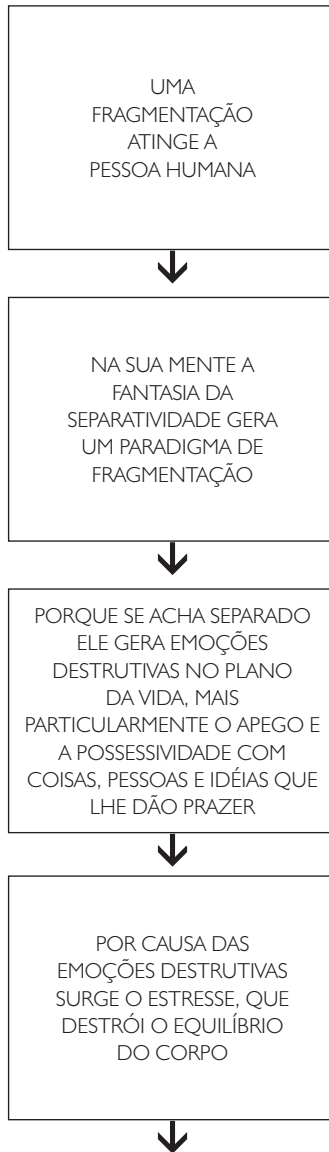 UMA
FRAGMENTAÇÃO
ATINGE A
PESSOA HUMANA
NA SUA MENTE A
FANTASIA DA
SEPARATIVIDADE GERA
UM PARADIGMA DE
FRAGMENTAÇÃO
PORQUE SE ACHA SEPARADO
ELE GERA EMOÇÕES
DESTRUTIVAS NO PLANO
DA VIDA, MAIS
PARTICULARMENTE O APEGO E
A POSSESSIVIDADE COM
COISAS, PESSOAS E IDÉIAS QUE
LHE DÃO PRAZER
POR CAUSA DAS
EMOÇÕES DESTRUTIVAS
SURGE O ESTRESSE, QUE
DESTRÓI O EQUILÍBRIO
DO CORPO